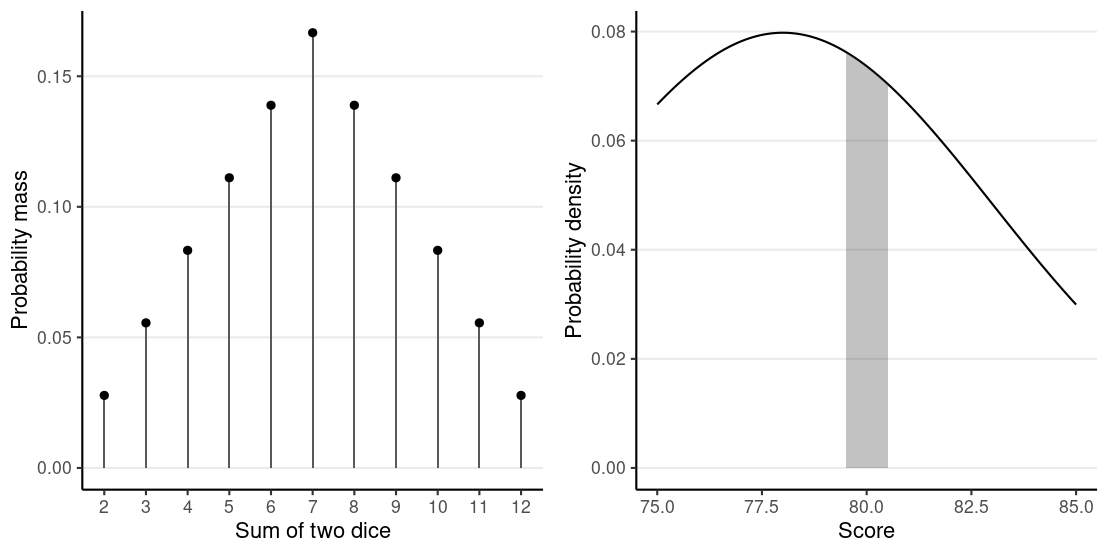 Probability mass
0.15
0.10
0.05
0.00
2 3 4 5 6 7 8 9 10 11 12
Sum of two dice
Probability density
0.08
0.06
0.04
0.02
0.00
75.0 77.5 80.0 82.5 85.0
Score